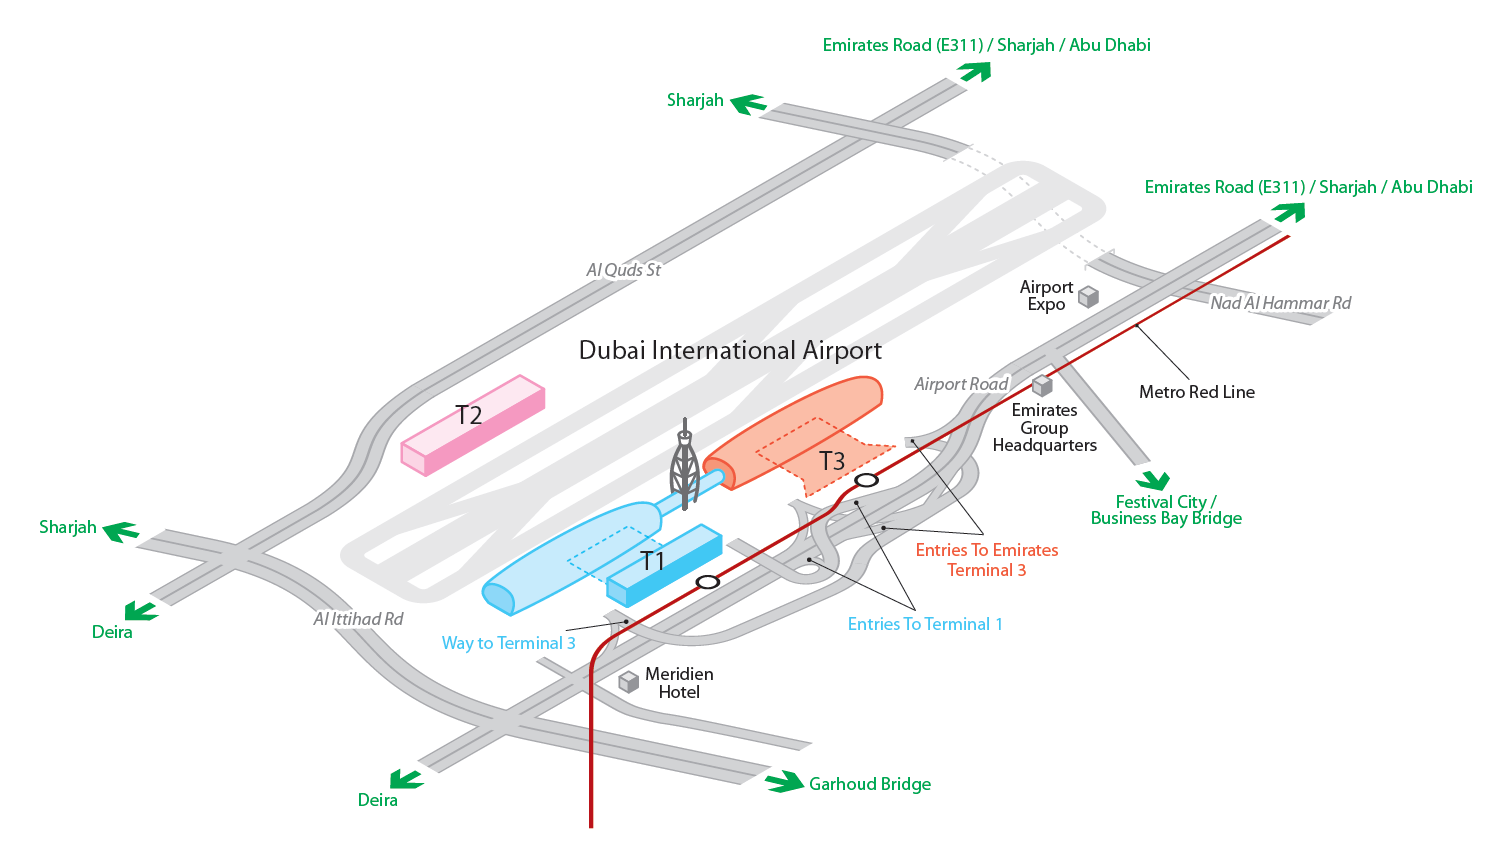 Emirates Road (E311) / Sharjah / Abu Dhabi
Sharjah
Emirates Road (E311) / Sharjah / Abu Dhabi
Al Quds St
Airport
Expo
Nad Al Hammar Rd
Dubai International Airport
Airport Road
Metro Red Line
T2
Emirates
Group
Headquarters
T3
Festival City /
Business Bay Bridge
Sharjah
T1
Entries To Emirates
Terminal 3
Al Ittihad Rd
Deira
Way to Terminal 3
Entries To Terminal 1
Meridien
Hotel
Garhoud Bridge
Deira